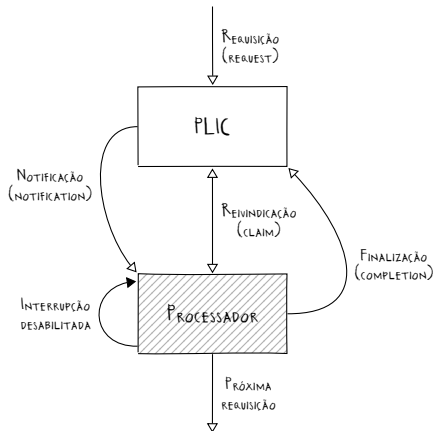 Requisição
(request)
PLIC
Notificação
(notification)
Reivindicação
(claim)
Finalização
(completion)
Interrupção
desabilitada
Processador
Próxima
requisição